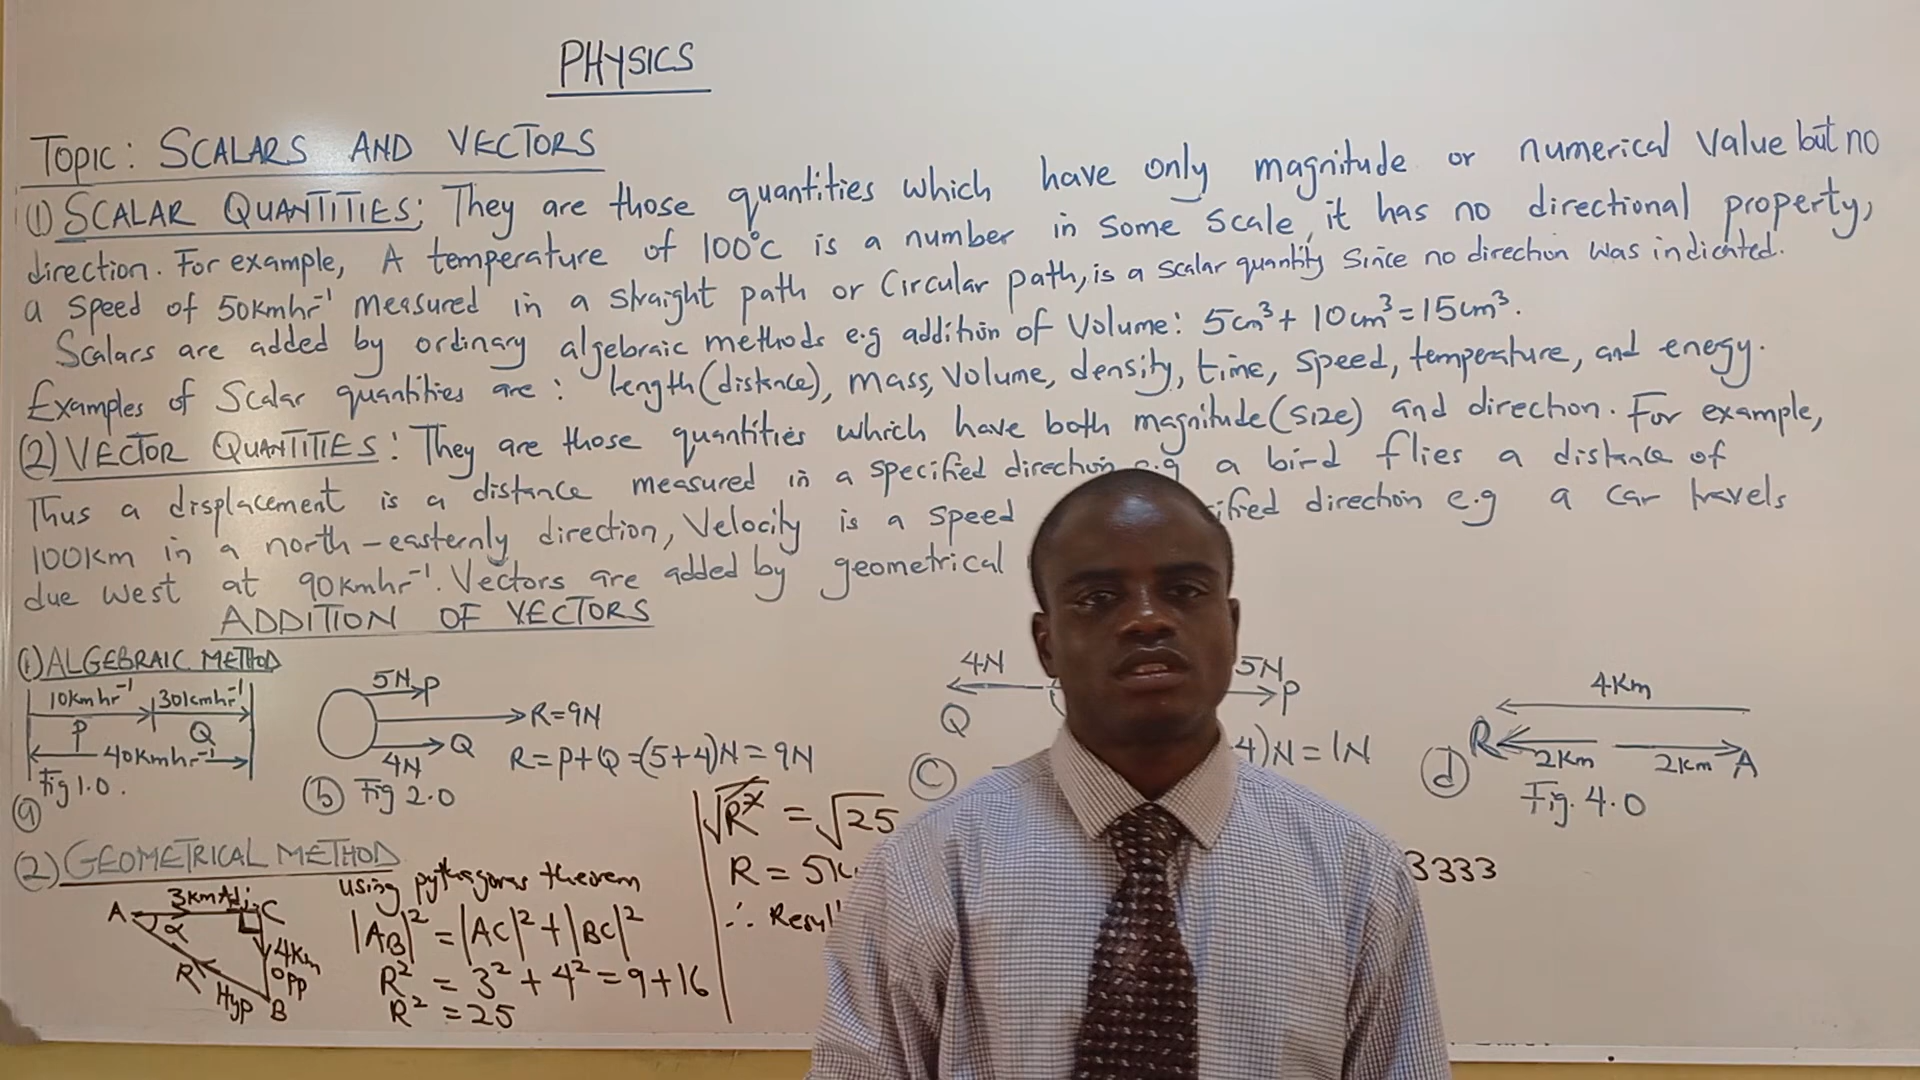 PHYSICS
TOPIC: SCALARS AND VECTORS
(1) SCALAR QUANTITIES; They are those quantities which have only magnitude or numerical value but no
direction. For example, A temperature of 100°C is a number in some scale, it has no directional property,
a speed of 50kmhr⁻¹ measured in a straight path or Circular path, is a scalar quantity since no direction was indicated.
Scalars are added by ordinary algebraic methods e.g addition of Volume: 5cm³ + 10cm³ = 15cm³.
Examples of Scalar quantities are: length (distance), mass, Volume, density, time, speed, temperature, and energy.
(2) VECTOR QUANTITIES: They are those quantities which have both magnitude (size) and direction. For example,
Thus a displacement is a distance measured in a specified direction e.g a bird flies a distance of
100km in a north-easternly direction, Velocity is a speed ified direction e.g a car travels
due west at 90kmhr⁻¹. Vectors are added by geometrical
ADDITION OF VECTORS
(1) ALGEBRAIC METHOD
10kmhr⁻¹ 30kmhr⁻¹
P Q
40kmhr⁻¹
Fig 1.0.
(a)
5N P
R=9N
4N Q
R=P+Q=(5+4)N=9N
(b) Fig 2.0
4N 5N
Q P
(c) 4)N=1N
4km
R 2km 2km A
(d) Fig. 4.0
(2) GEOMETRICAL METHOD
A 3km Adj C
α
4km
R opp
Hyp B
using pythagoras theorem
|AB|² = |AC|² + |BC|²
R² = 3² + 4² = 9+16
R² = 25
√R² = √25
R = 5k
∴ Resul
3333